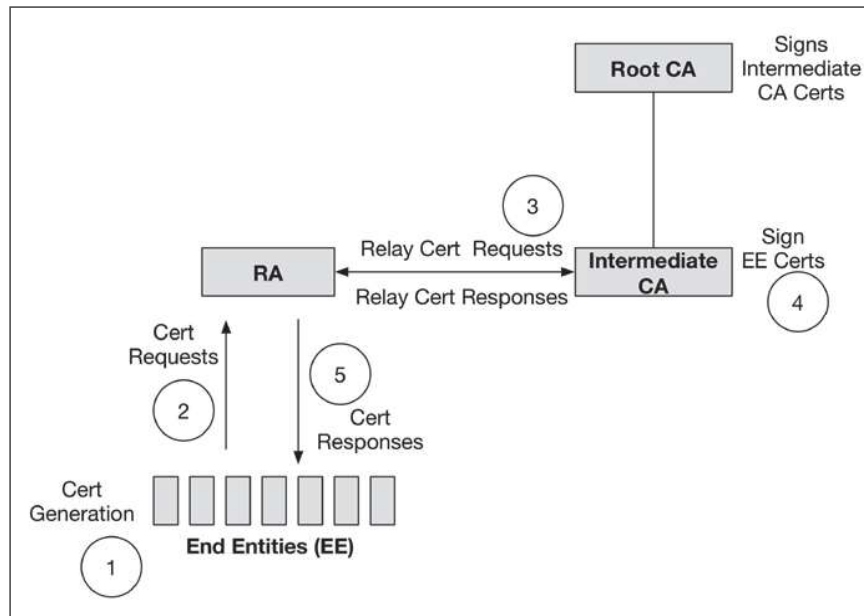 Root CA
Signs
Intermediate
CA Certs
3
Relay Cert Requests
RA
Intermediate
CA
Sign
EE Certs
4
Relay Cert Responses
Cert
Requests
2
5
Cert
Responses
Cert
Generation
1
End Entities (EE)